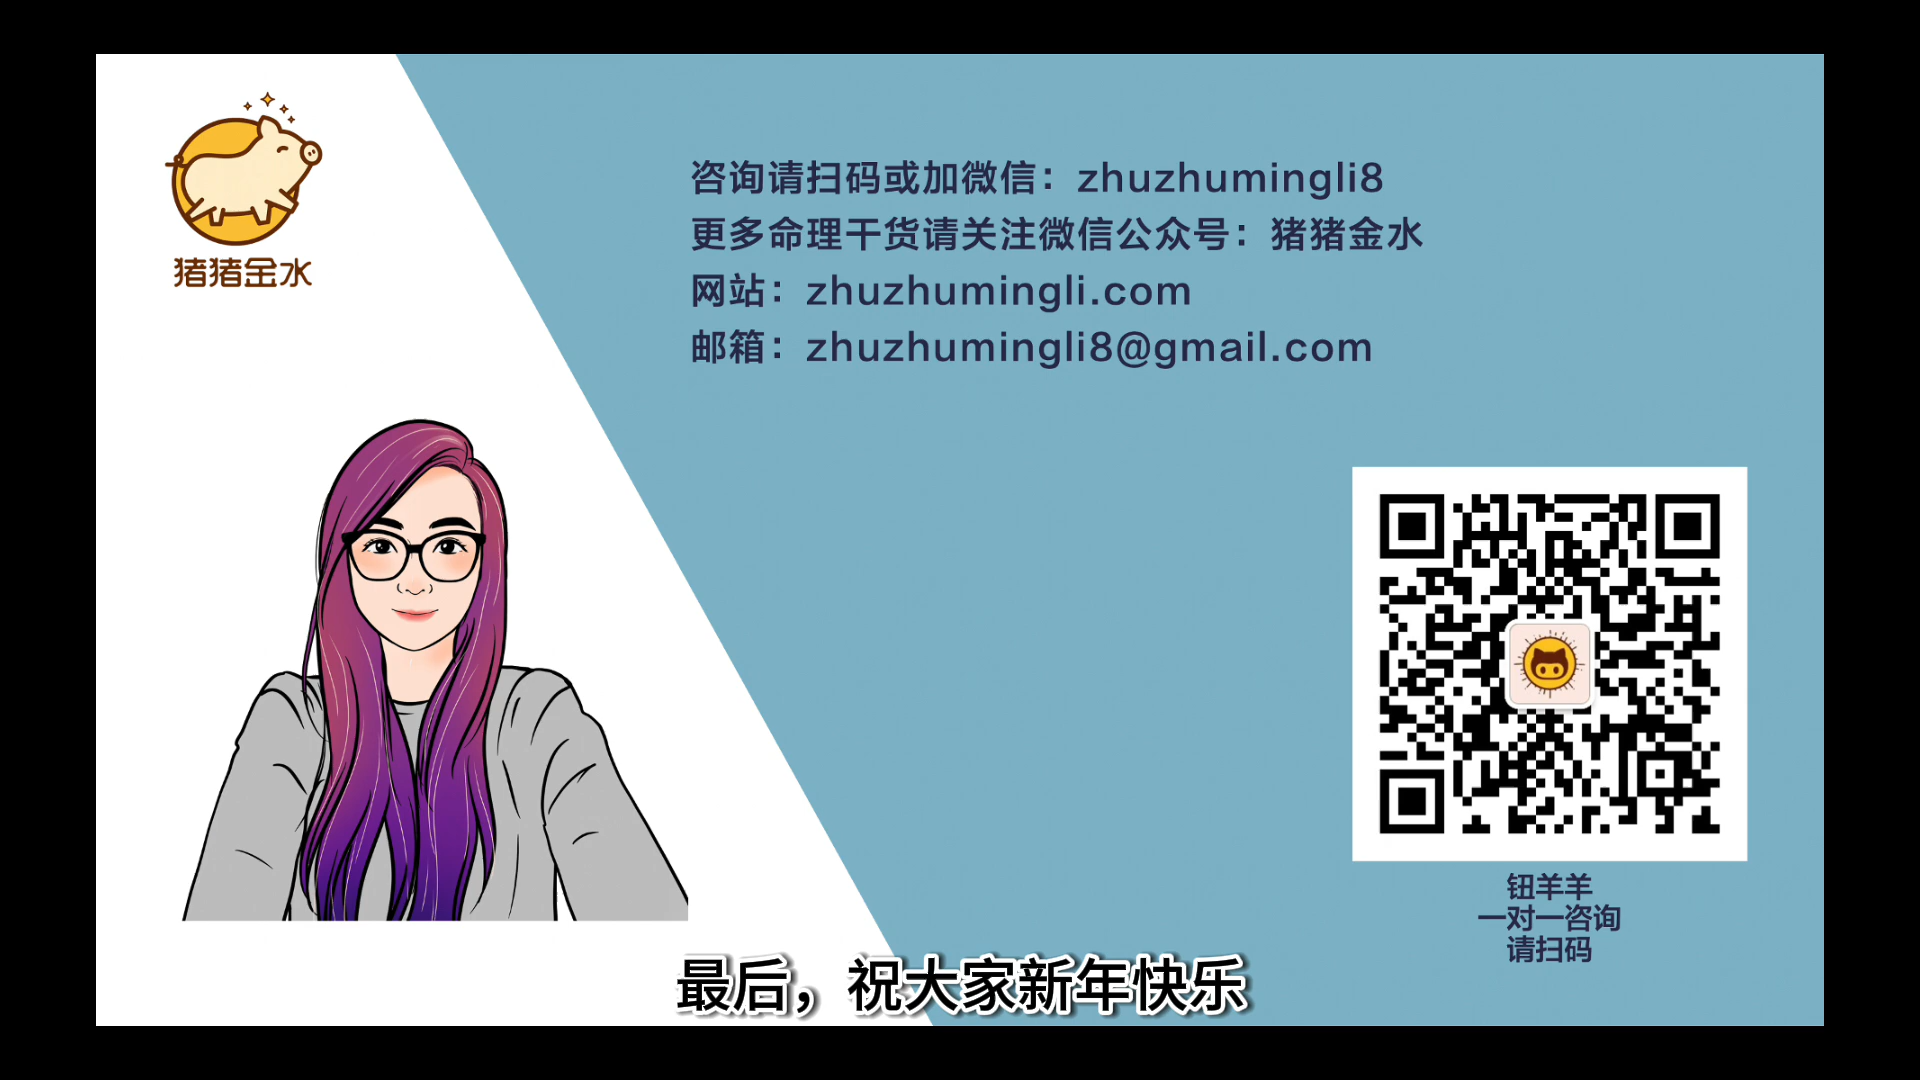 猪猪金水
咨询请扫码或加微信：zhuzhumingli8
更多命理干货请关注微信公众号：猪猪金水
网站：zhuzhumingli.com
邮箱：zhuzhumingli8@gmail.com
钮羊羊
一对一咨询
请扫码
最后，祝大家新年快乐